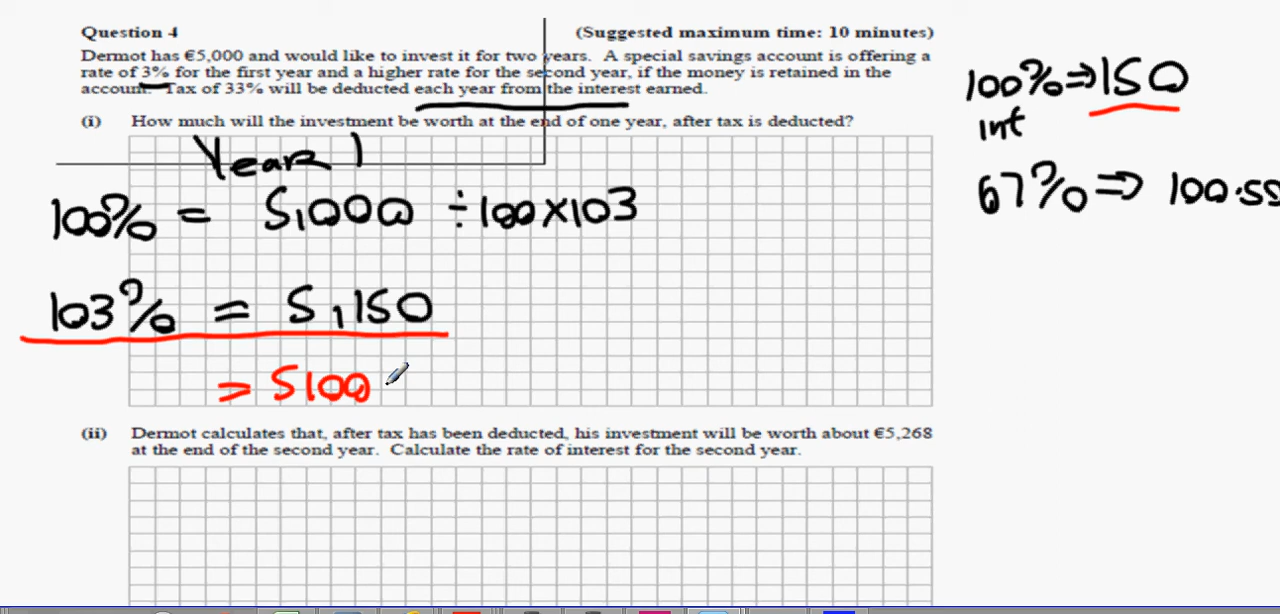 Question 4 (Suggested maximum time: 10 minutes)
Dermot has €5,000 and would like to invest it for two years. A special savings account is offering a
rate of 3% for the first year and a higher rate for the second year, if the money is retained in the
account. Tax of 33% will be deducted each year from the interest earned.
(i) How much will the investment be worth at the end of one year, after tax is deducted?
Year 1
100% = 5,000 ÷ 100 × 103
103% = 5,150
= 5100
100% ⇒ 150
int
67% ⇒ 100.55
(ii) Dermot calculates that, after tax has been deducted, his investment will be worth about €5,268
at the end of the second year. Calculate the rate of interest for the second year.